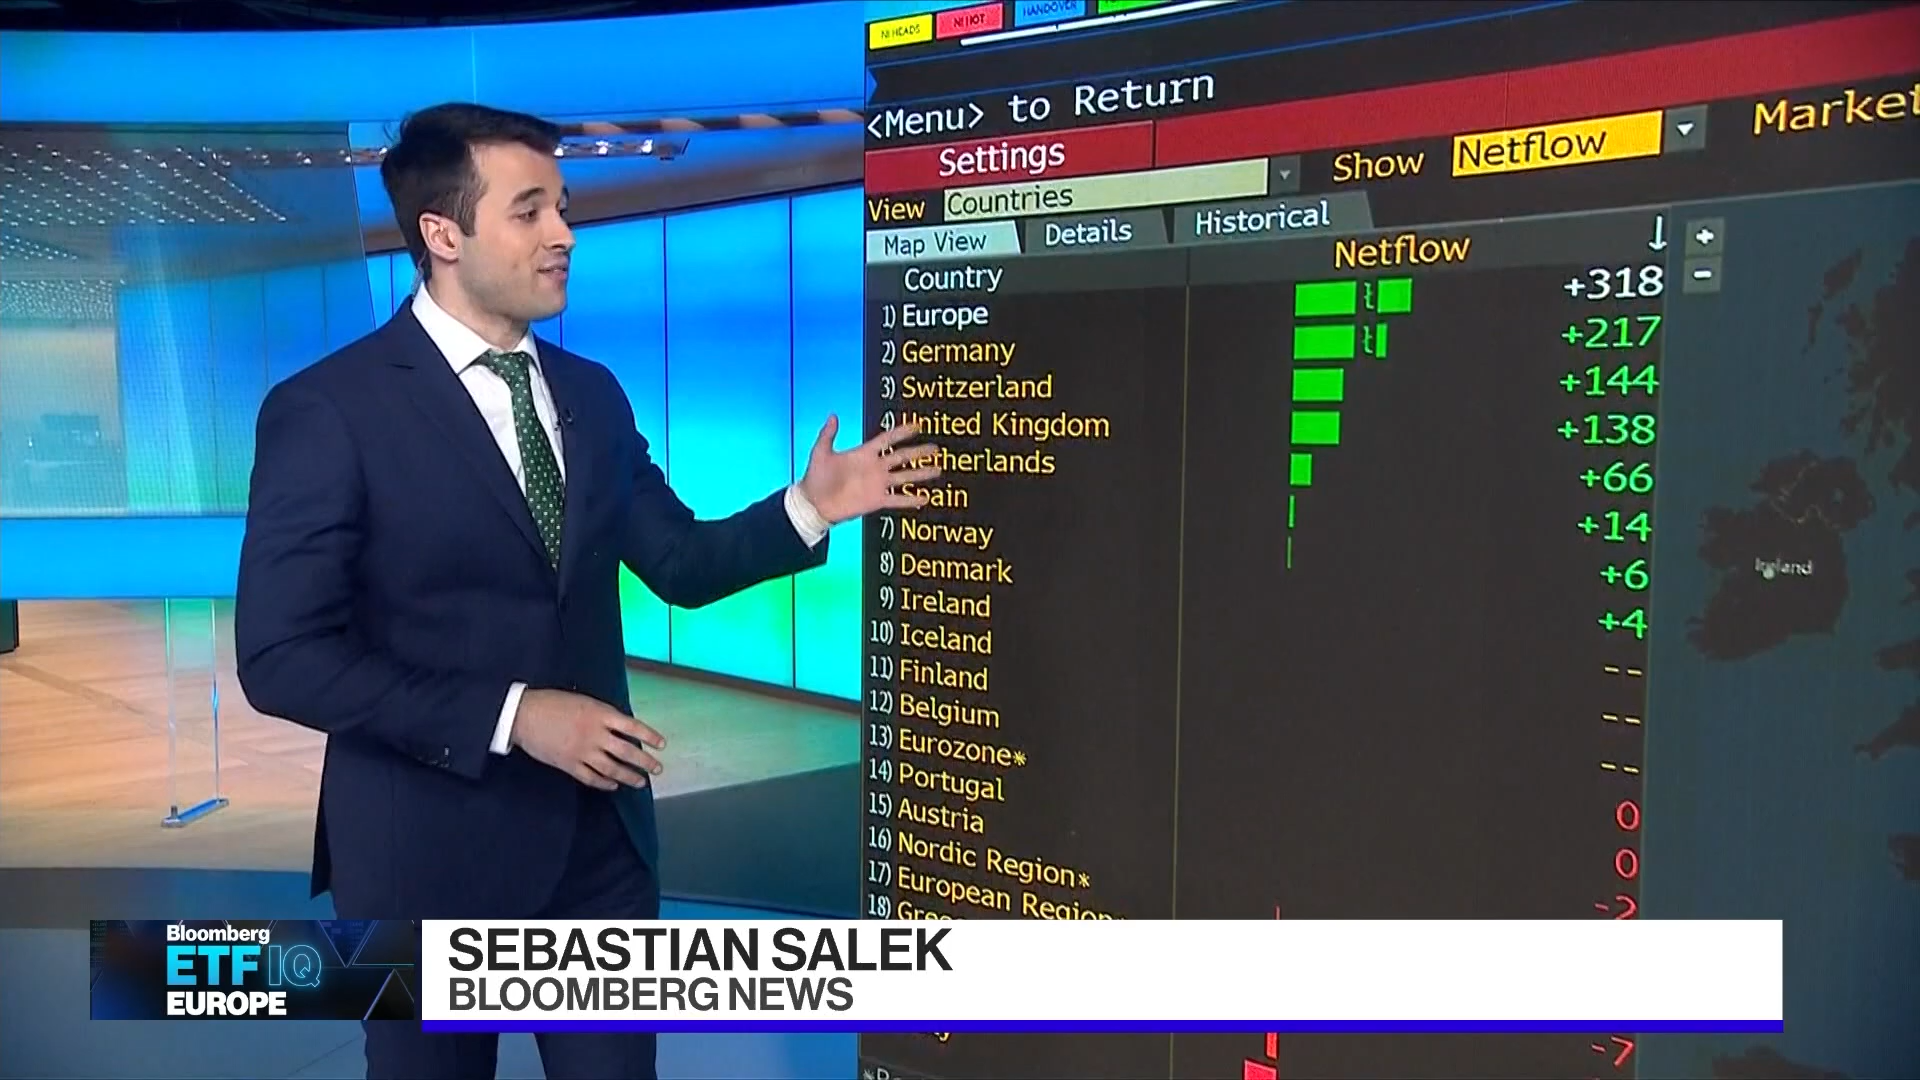 NI HEADS
NI HOT
HANDOVER
<Menu> to Return
Settings
View
Countries
Show
Netflow
Market
Map View
Details
Historical
+
-
Country
Netflow
+318
1) Europe
+217
2) Germany
+144
3) Switzerland
+138
4) United Kingdom
+66
Netherlands
+14
Spain
+6
7) Norway
+4
8) Denmark
--
9) Ireland
--
10) Iceland
--
11) Finland
0
12) Belgium
0
13) Eurozone*
-2
14) Portugal
15) Austria
16) Nordic Region*
17) European Region
18)
-7
Ireland
Bloomberg
ETF IQ
EUROPE
SEBASTIAN SALEK
BLOOMBERG NEWS